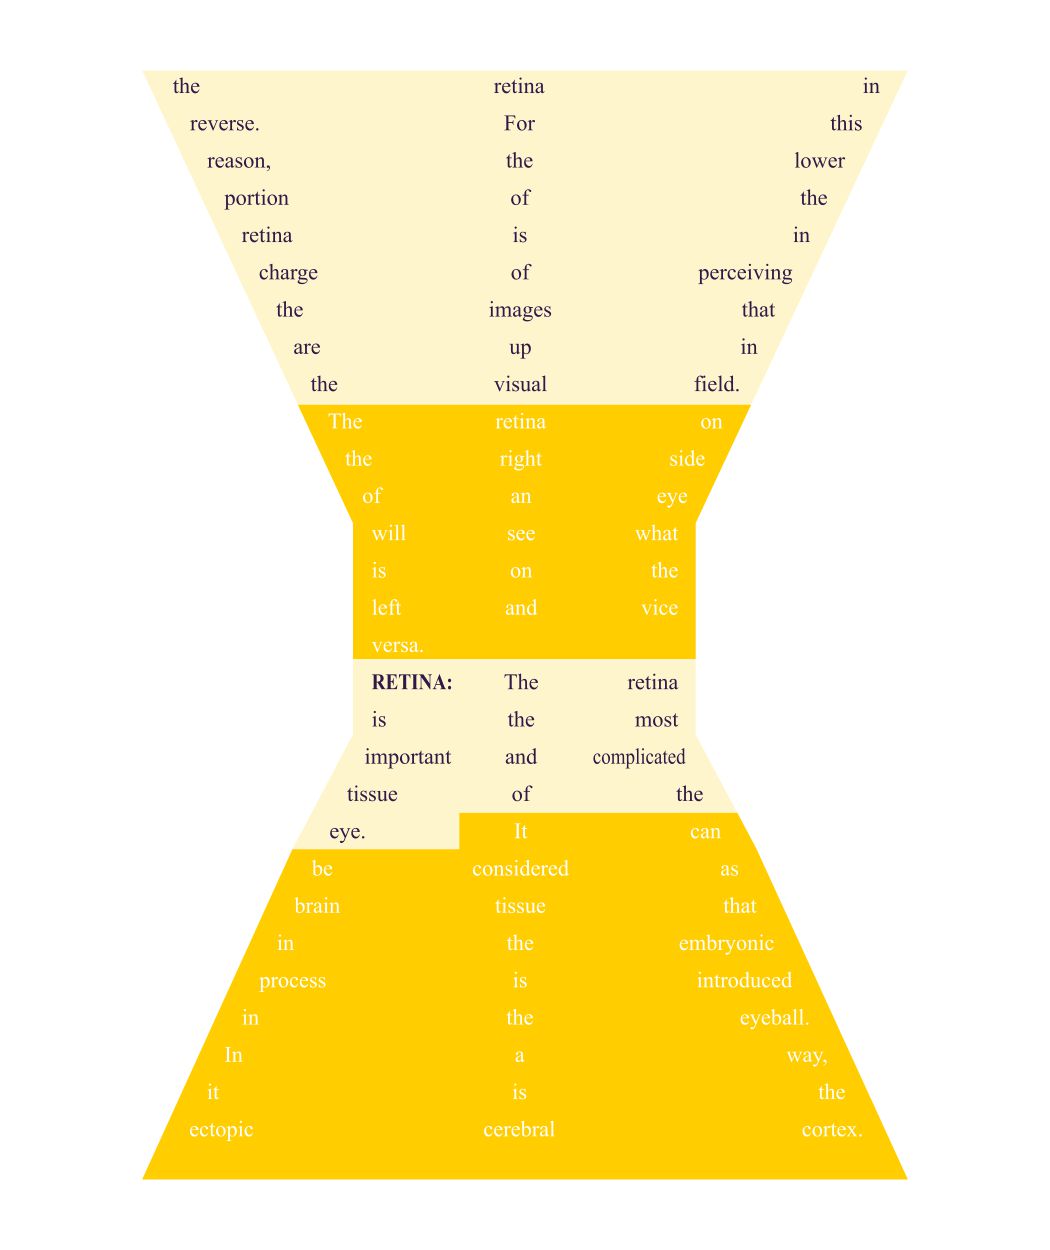 the retina in
reverse. For this
reason, the lower
portion of the
retina is in
charge of perceiving
the images that
are up in
the visual field.
The retina on
the right side
of an eye
will see what
is on the
left and vice
versa.
RETINA: The retina
is the most
important and complicated
tissue of the
eye. It can
be considered as
brain tissue that
in the embryonic
process is introduced
in the eyeball.
In a way,
it is the
ectopic cerebral cortex.